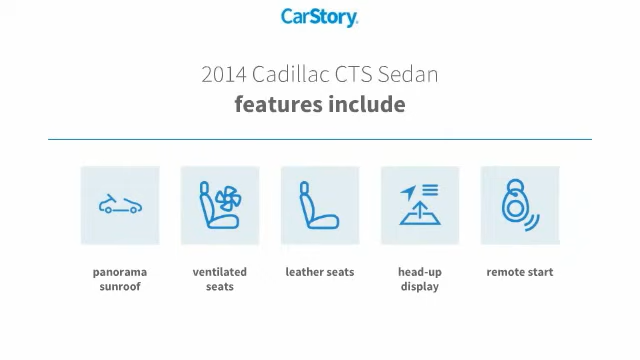 CarStory.
2014 Cadillac CTS Sedan
features include
panorama
sunroof
ventilated
seats
leather seats
head-up
display
remote start